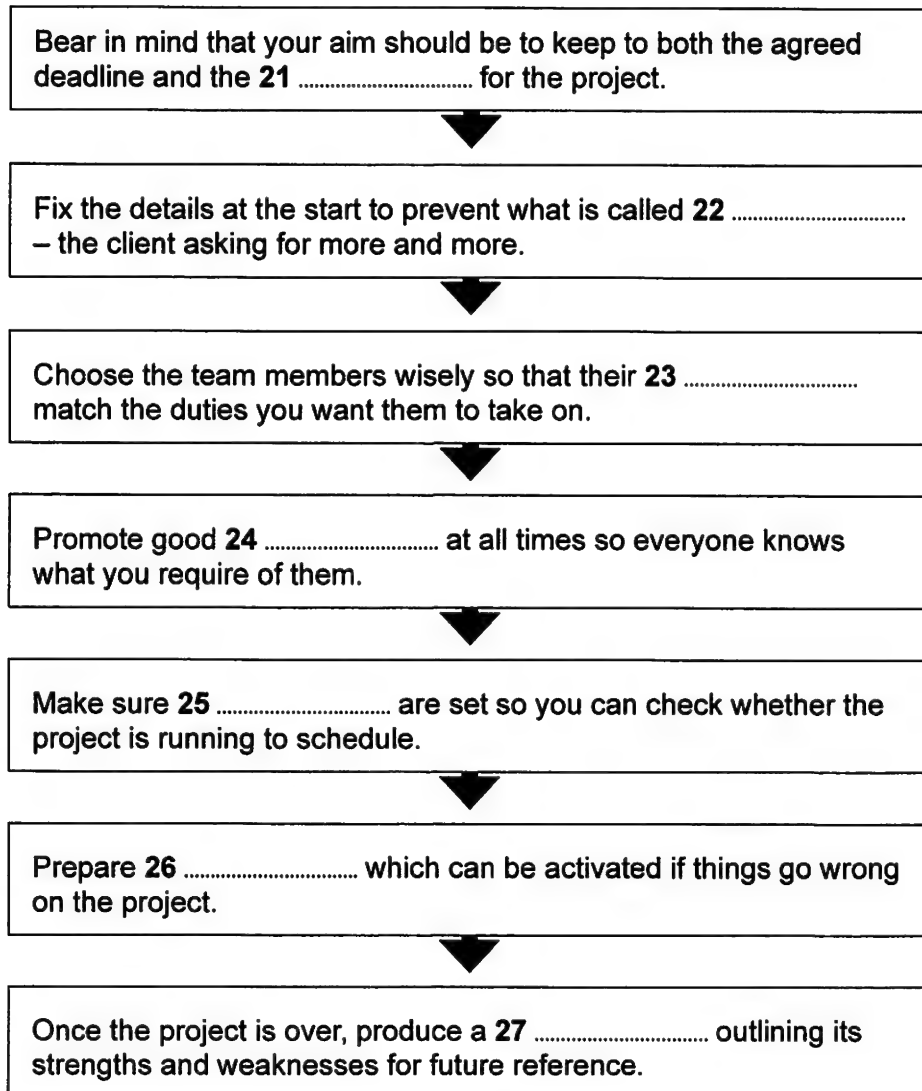 Bear in mind that your aim should be to keep to both the agreed
deadline and the 21 .................................. for the project.
Fix the details at the start to prevent what is called 22 ..................................
– the client asking for more and more.
Choose the team members wisely so that their 23 ..................................
match the duties you want them to take on.
Promote good 24 .................................. at all times so everyone knows
what you require of them.
Make sure 25 .................................. are set so you can check whether the
project is running to schedule.
Prepare 26 .................................. which can be activated if things go wrong
on the project.
Once the project is over, produce a 27 .................................. outlining its
strengths and weaknesses for future reference.